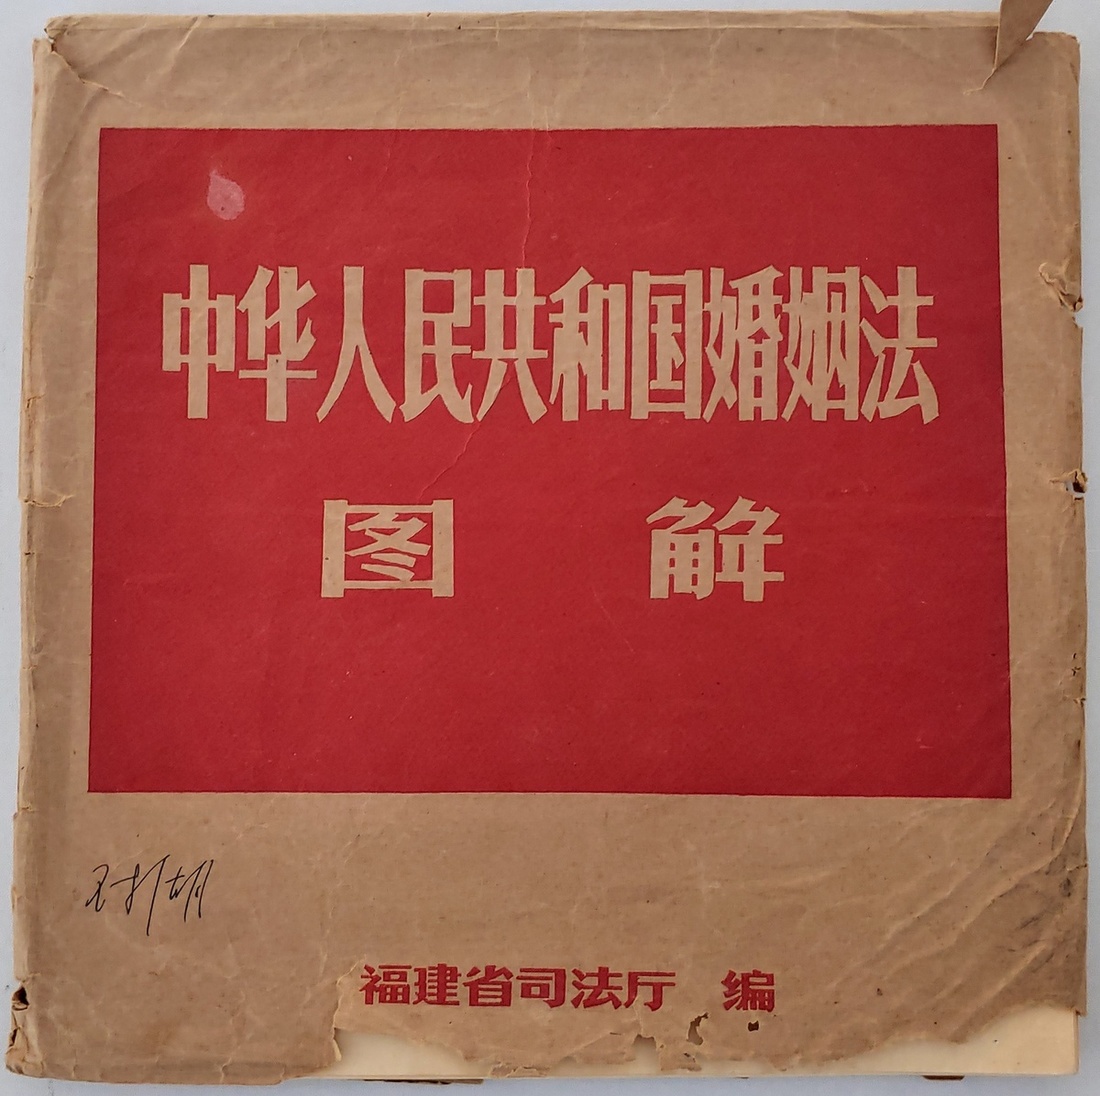 中华人民共和国婚姻法
图 解
福建省司法厅 编